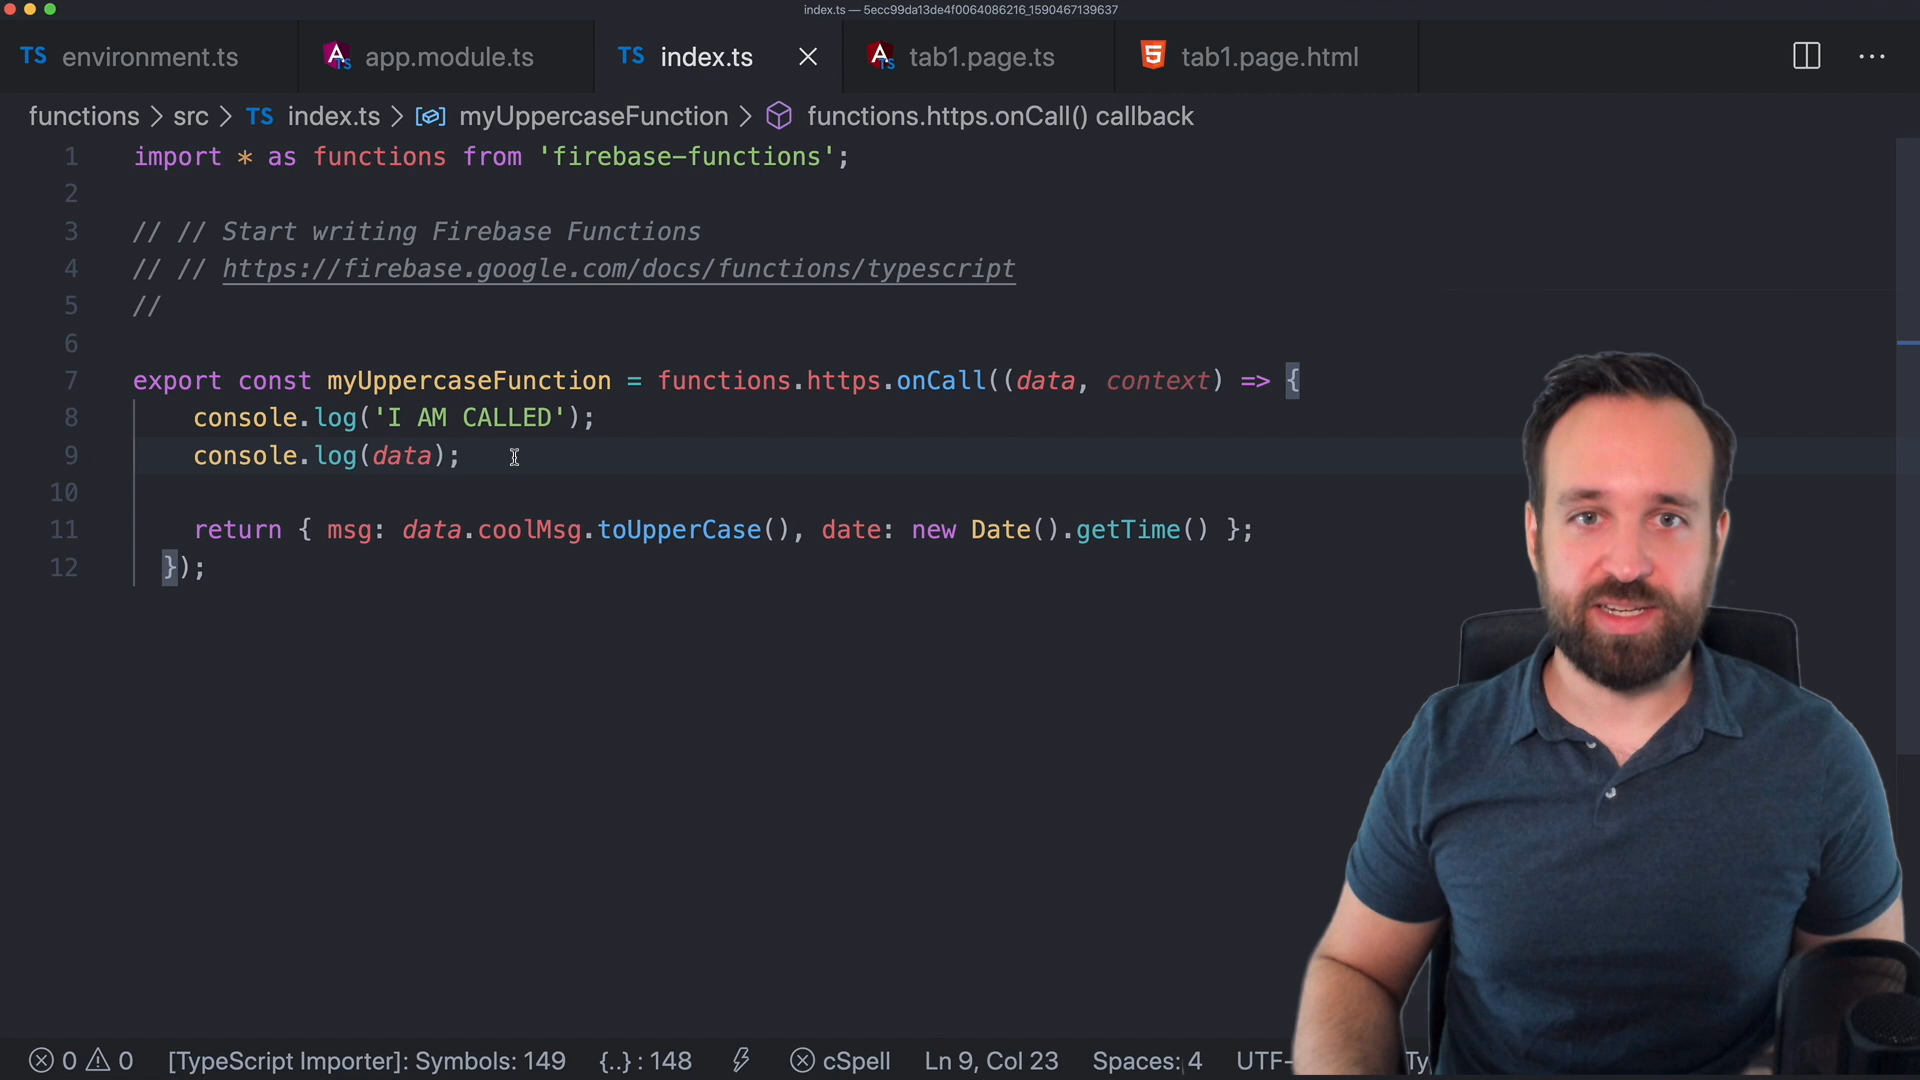 index.ts — 5ecc99da13de4f0064086216_1590467139637
TS environment.ts
app.module.ts
TS index.ts
tab1.page.ts
tab1.page.html
functions > src > TS index.ts > myUppercaseFunction > functions.https.onCall() callback
1 import * as functions from 'firebase-functions';
2
3 // // Start writing Firebase Functions
4 // // https://firebase.google.com/docs/functions/typescript
5 //
6
7 export const myUppercaseFunction = functions.https.onCall((data, context) => {
8 console.log('I AM CALLED');
9 console.log(data);
10
11 return { msg: data.coolMsg.toUpperCase(), date: new Date().getTime() };
12 });
0 0 [TypeScript Importer]: Symbols: 149 {..} : 148 cSpell Ln 9, Col 23 Spaces: 4 UTF-